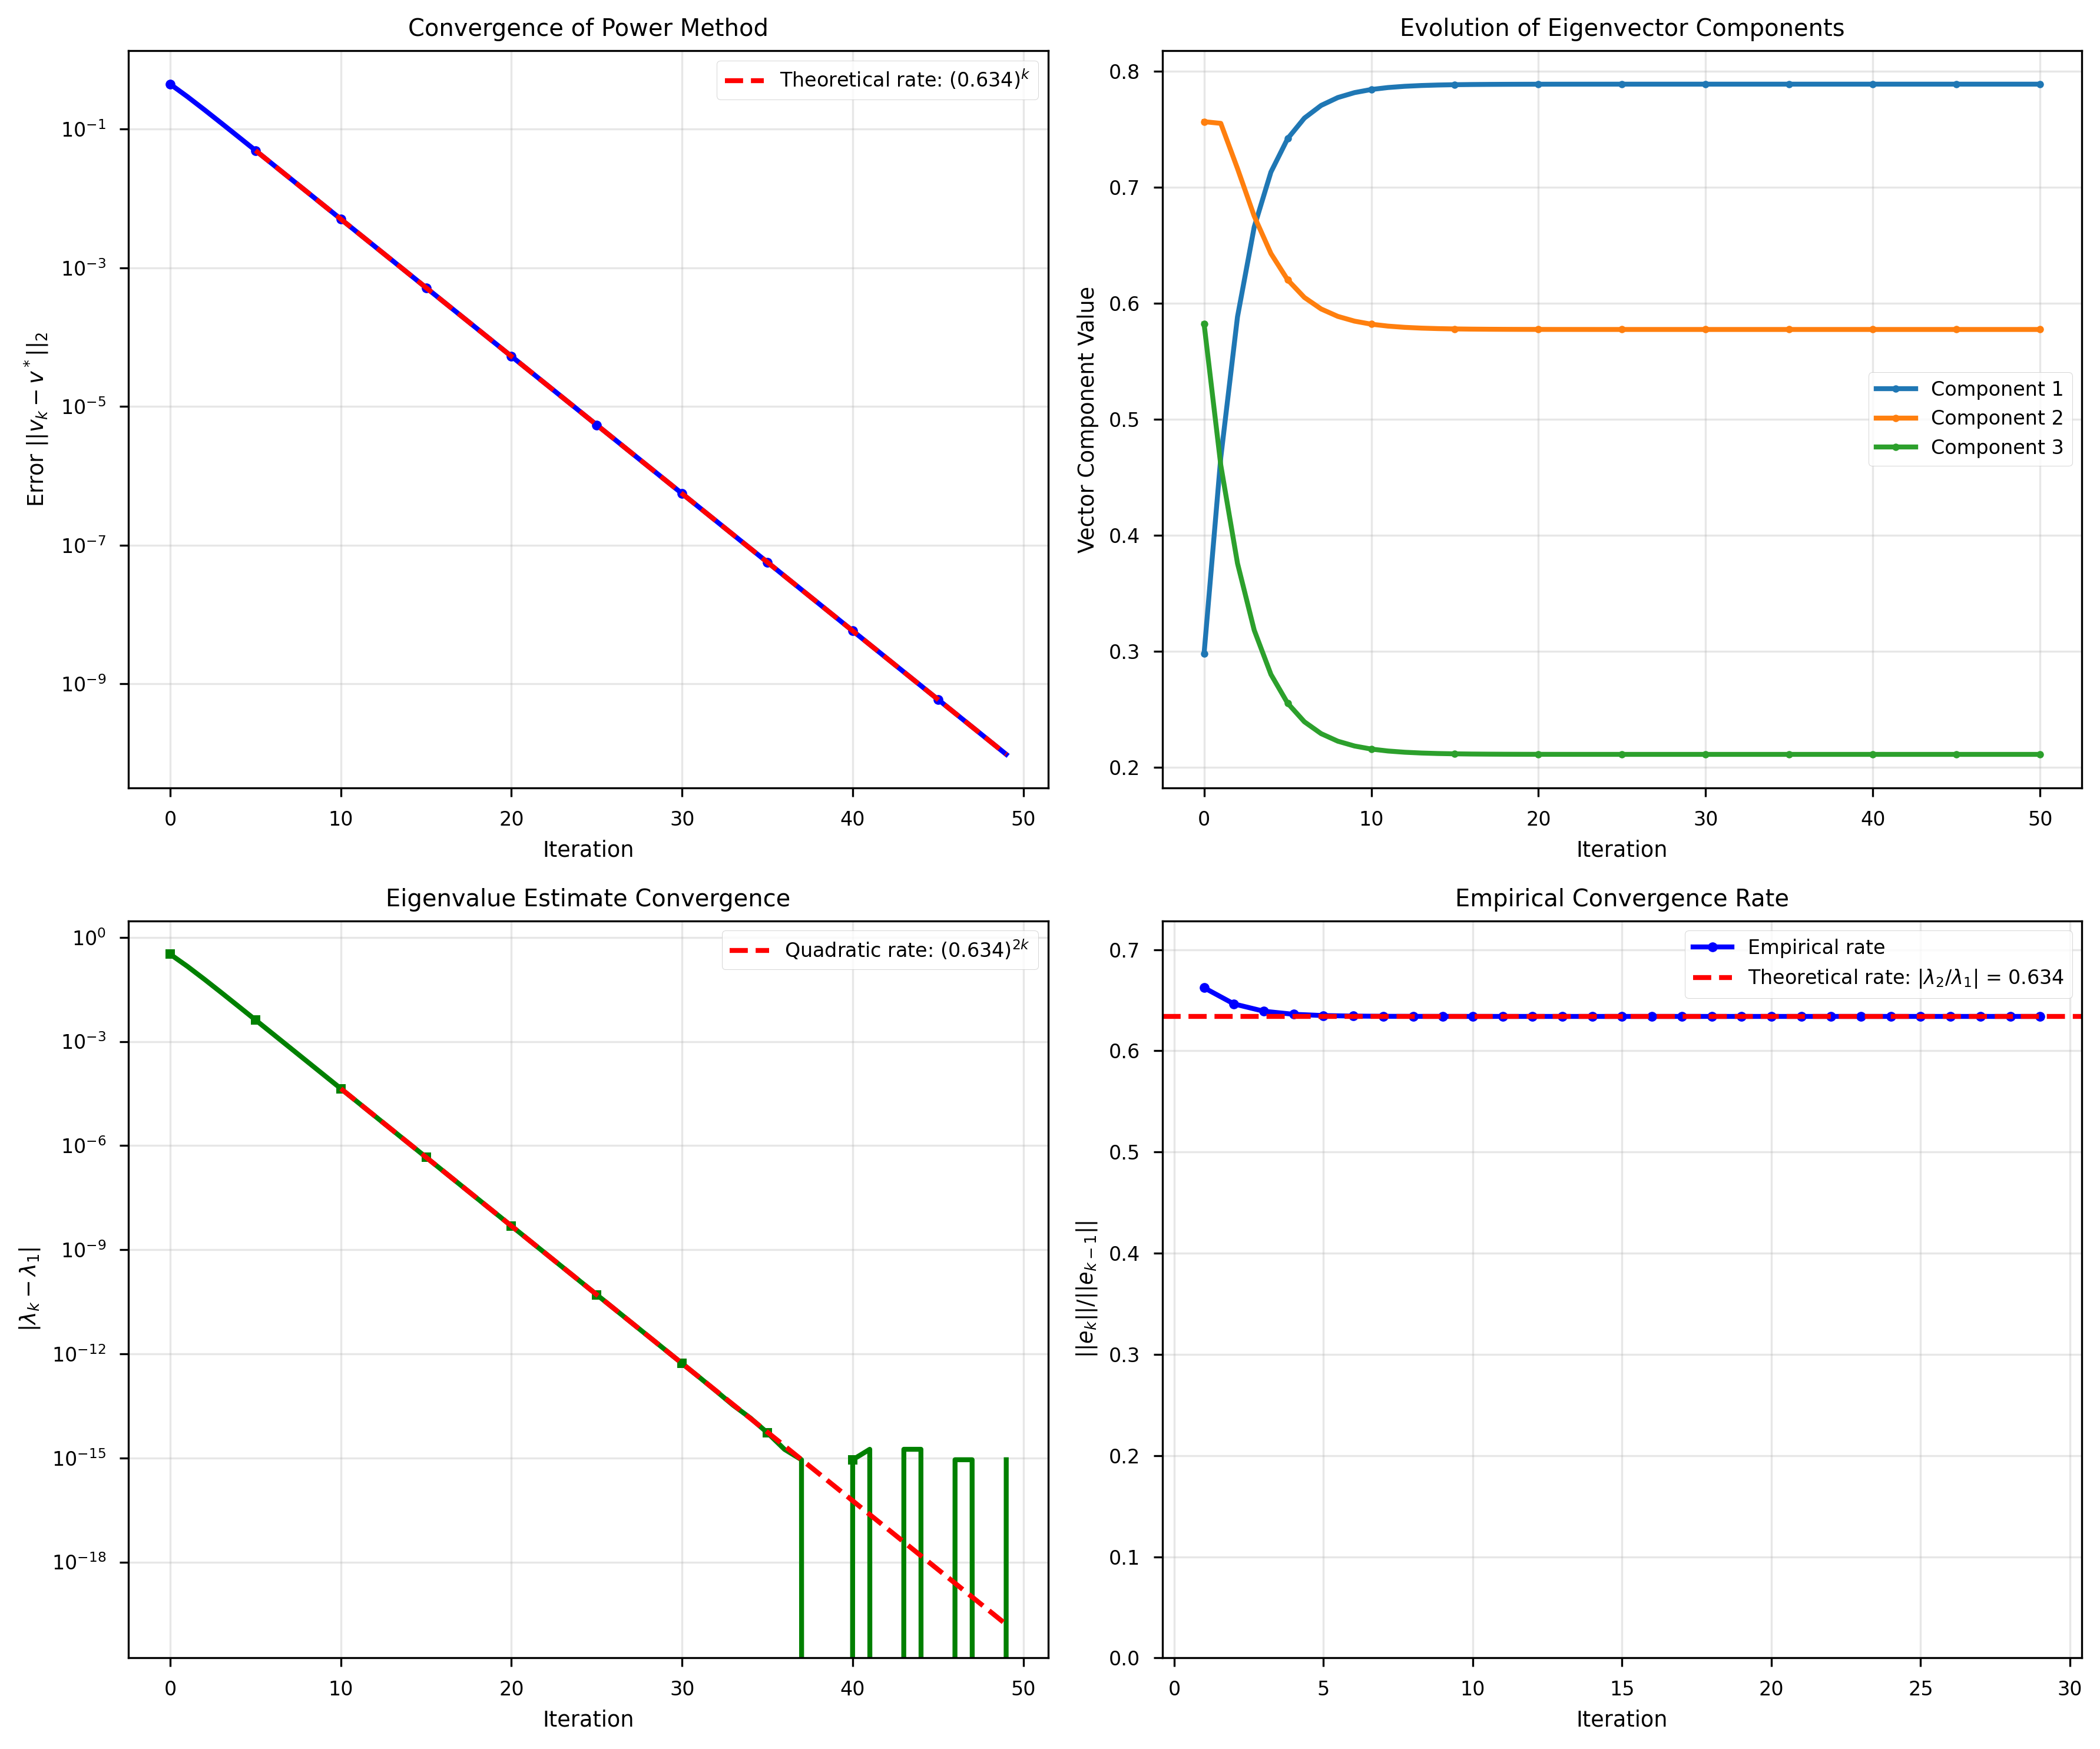 Convergence of Power Method
Theoretical rate: (0.634)^k
Error ||v_k − v^*||_2
10^−1
10^−3
10^−5
10^−7
10^−9
0 10 20 30 40 50
Iteration
Evolution of Eigenvector Components
Vector Component Value
0.8
0.7
0.6
0.5
0.4
0.3
0.2
Component 1
Component 2
Component 3
0 10 20 30 40 50
Iteration
Eigenvalue Estimate Convergence
Quadratic rate: (0.634)^2k
|λ_k − λ_1|
10^0
10^−3
10^−6
10^−9
10^−12
10^−15
10^−18
0 10 20 30 40 50
Iteration
Empirical Convergence Rate
Empirical rate
Theoretical rate: |λ_2/λ_1| = 0.634
||e_k||/||e_k−1||
0.7
0.6
0.5
0.4
0.3
0.2
0.1
0.0
0 5 10 15 20 25 30
Iteration